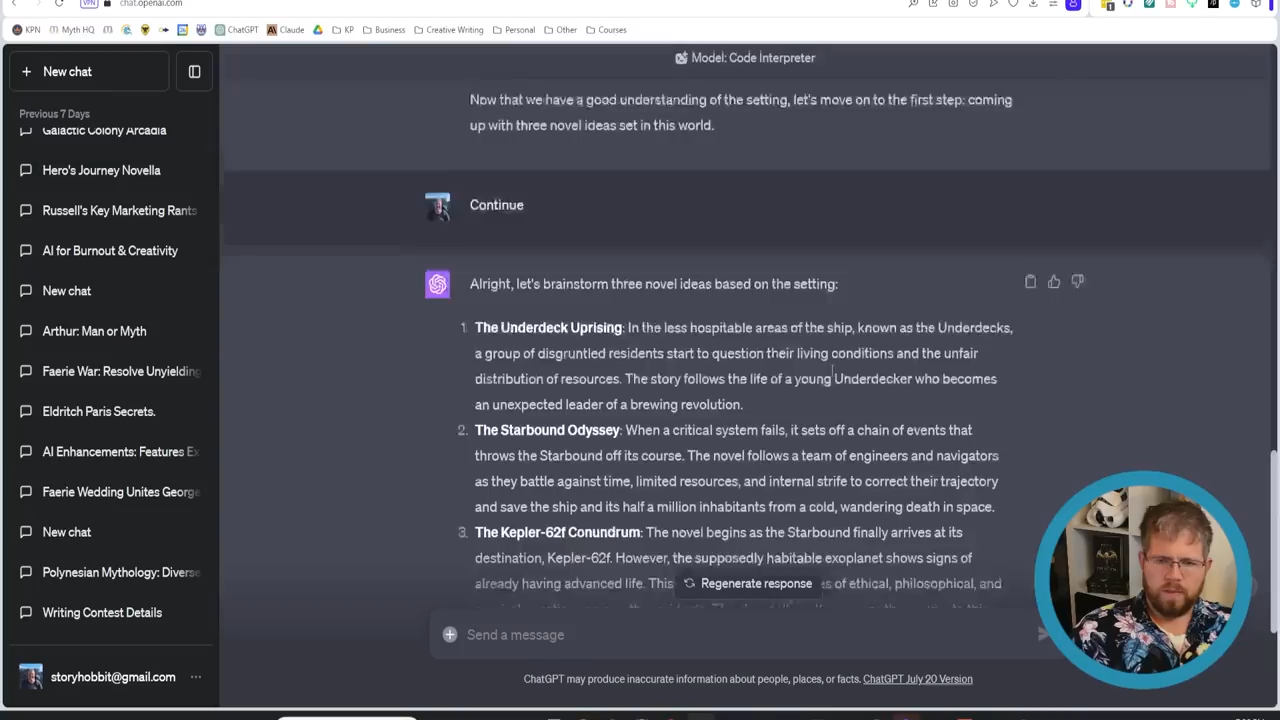 VPN
chat.openai.com
KPN
Myth HQ
ChatGPT
Claude
KP
Business
Creative Writing
Personal
Other
Courses
New chat
Previous 7 Days
Galactic Colony Arcadia
Hero's Journey Novella
Russell's Key Marketing Rants
AI for Burnout & Creativity
New chat
Arthur: Man or Myth
Faerie War: Resolve Unyielding
Eldritch Paris Secrets.
AI Enhancements: Features Ex
Faerie Wedding Unites George
New chat
Polynesian Mythology: Diverse
Writing Contest Details
storyhobbit@gmail.com
Model: Code Interpreter
Now that we have a good understanding of the setting, let's move on to the first step: coming
up with three novel ideas set in this world.
Continue
Alright, let's brainstorm three novel ideas based on the setting:
1. The Underdeck Uprising: In the less hospitable areas of the ship, known as the Underdecks,
a group of disgruntled residents start to question their living conditions and the unfair
distribution of resources. The story follows the life of a young Underdecker who becomes
an unexpected leader of a brewing revolution.
2. The Starbound Odyssey: When a critical system fails, it sets off a chain of events that
throws the Starbound off its course. The novel follows a team of engineers and navigators
as they battle against time, limited resources, and internal strife to correct their trajectory
and save the ship and its half a million inhabitants from a cold, wandering death in space.
3. The Kepler-62f Conundrum: The novel begins as the Starbound finally arrives at its
destination, Kepler-62f. However, the supposedly habitable exoplanet shows signs of
already having advanced life. This
es of ethical, philosophical, and
Regenerate response
Send a message
ChatGPT may produce inaccurate information about people, places, or facts. ChatGPT July 20 Version